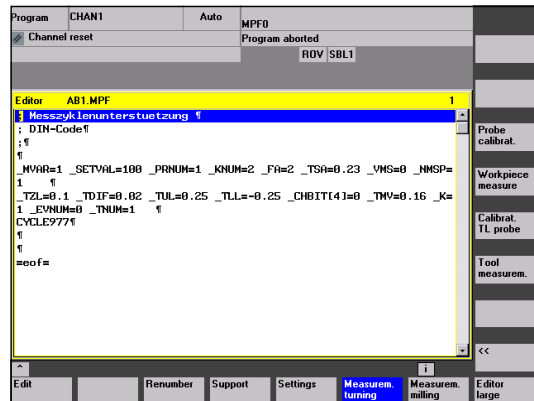 Program CHAN1 Auto MPF0
Channel reset Program aborted
ROV SBL1
Editor AB1.MPF 1
; Messzyklenunterstuetzung ¶
; DIN-Code¶
;¶
¶
_MVAR=1 _SETVAL=100 _PRNUM=1 _KNUM=2 _FA=2 _TSA=0.23 _VMS=0 _NMSP=
1 ¶
_TZL=0.1 _TDIF=0.02 _TUL=0.25 _TLL=-0.25 _CHBIT[4]=0 _TMV=0.16 _K=
1 _EVNUM=0 _TNUM=1 ¶
CYCLE977¶
¶
¶
=eof=
Probe
calibrat.
Workpiece
measure
Calibrat.
TL probe
Tool
measurem.
<<
^ i
Edit Renumber Support Settings Measurem. turning Measurem. milling Editor large